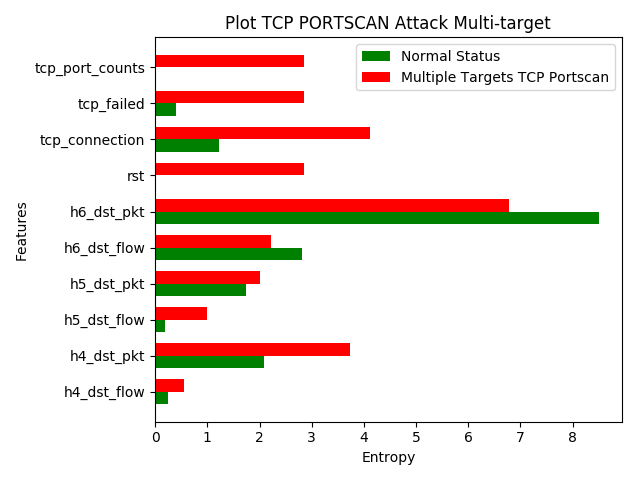 Plot TCP PORTSCAN Attack Multi-target
Normal Status
Multiple Targets TCP Portscan
Features
tcp_port_counts
tcp_failed
tcp_connection
rst
h6_dst_pkt
h6_dst_flow
h5_dst_pkt
h5_dst_flow
h4_dst_pkt
h4_dst_flow
0 1 2 3 4 5 6 7 8
Entropy